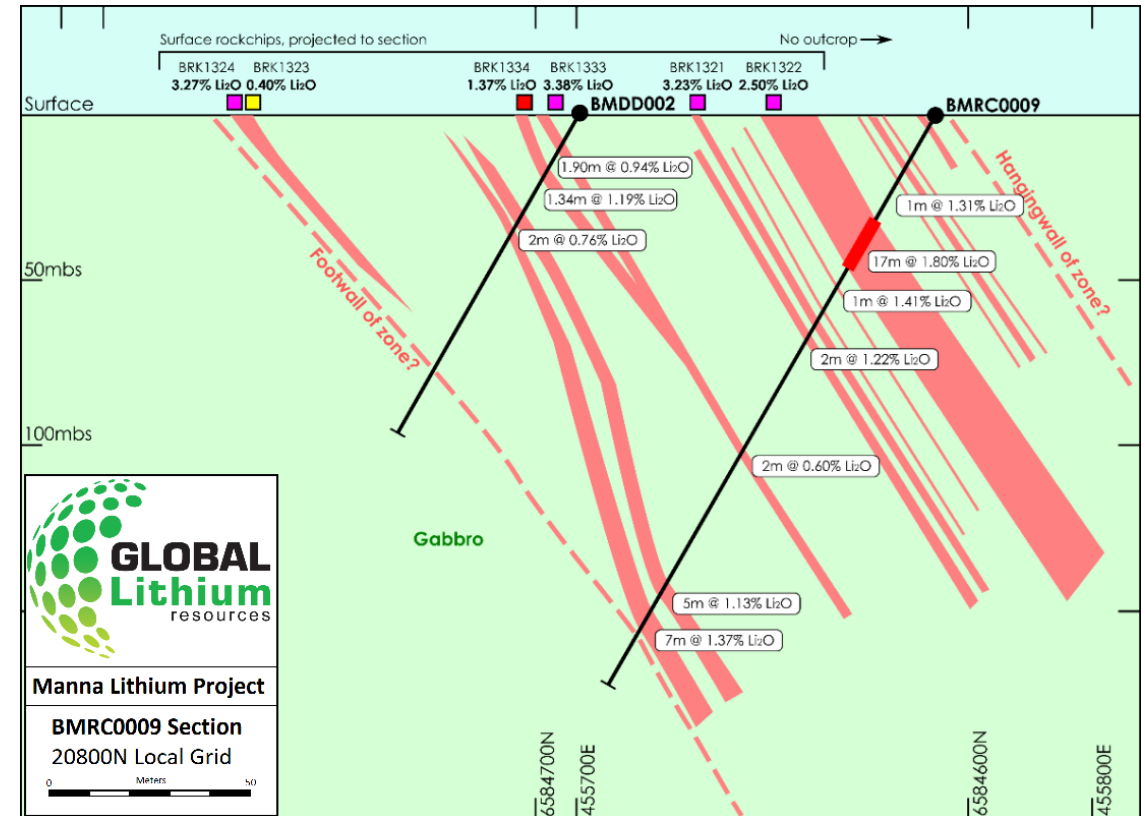 Surface rockchips, projected to section
No outcrop
BRK1324 BRK1323
3.27% Li2O 0.40% Li2O
BRK1334 BRK1333
1.37% Li2O 3.38% Li2O
BRK1321 BRK1322
3.23% Li2O 2.50% Li2O
Surface
BMDD002
BMRC0009
1.90m @ 0.94% Li2O
1.34m @ 1.19% Li2O
2m @ 0.76% Li2O
Hangingwall of zone?
1m @ 1.31% Li2O
17m @ 1.80% Li2O
1m @ 1.41% Li2O
50mbs
Footwall of zone?
2m @ 1.22% Li2O
100mbs
2m @ 0.60% Li2O
Gabbro
5m @ 1.13% Li2O
7m @ 1.37% Li2O
GLOBAL
Lithium
resources
Manna Lithium Project
BMRC0009 Section
20800N Local Grid
0 Meters 50
6584700N
455700E
6584600N
455800E